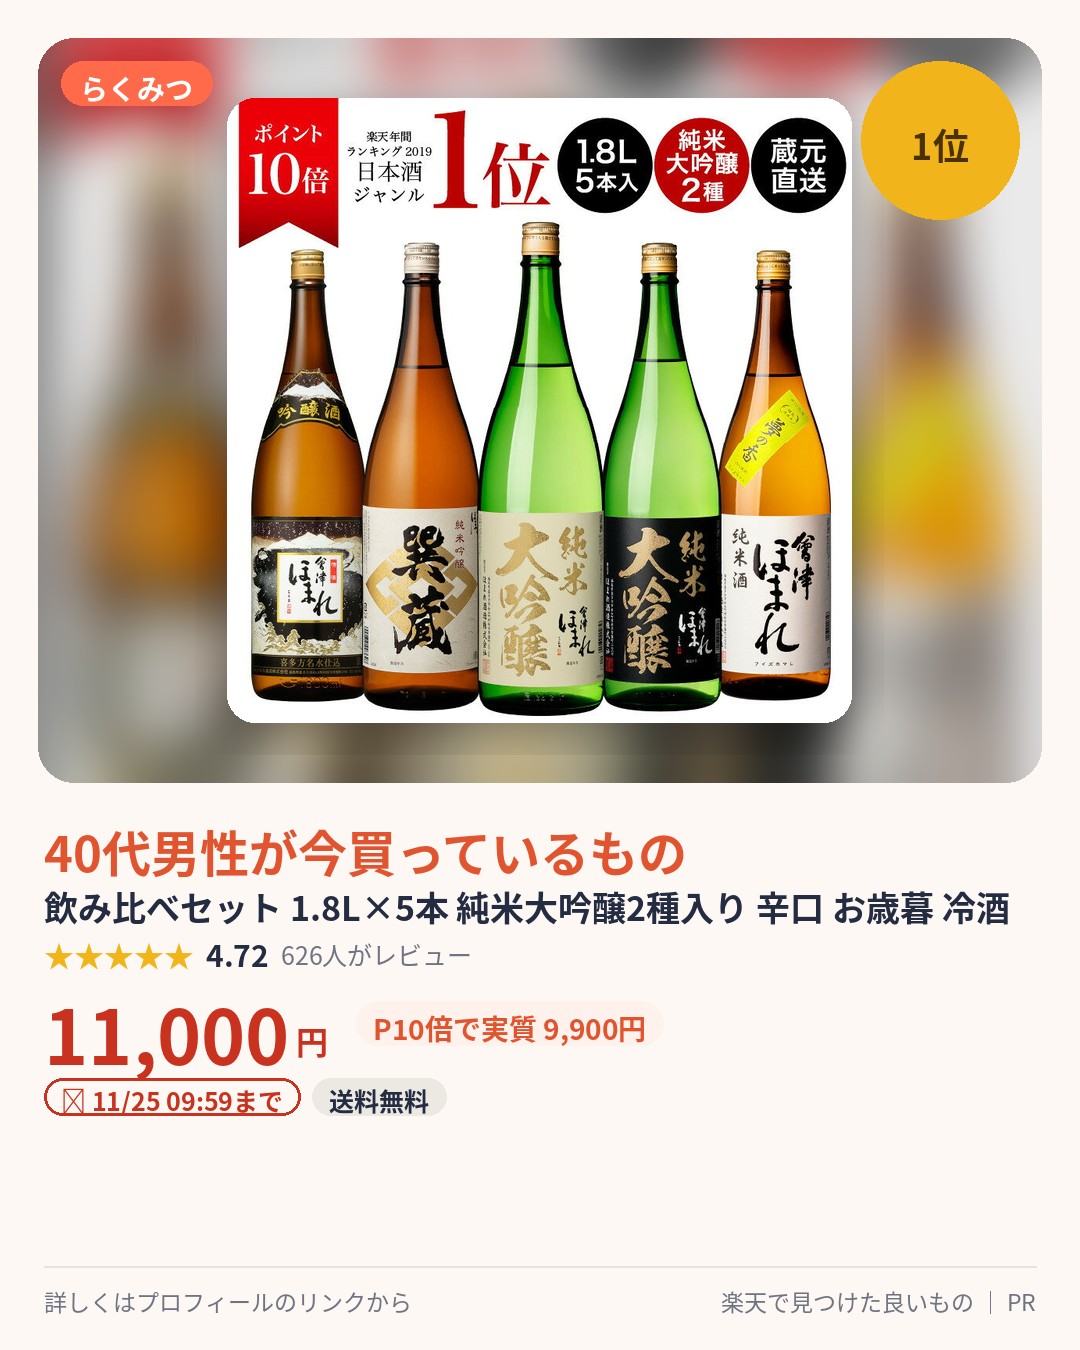 らくみつ
1位
ポイント
10倍
楽天年間
ランキング 2019
日本酒
ジャンル
1位
1.8L
5本入
純米
大吟醸
2種
蔵元
直送
吟醸酒
會津
ほまれ
喜多方名水仕込
純米吟醸
巽蔵
純米
大吟醸
會津
ほまれ
純米
大吟醸
會津
ほまれ
夢の香
純米酒
會津
ほまれ
40代男性が今買っているもの
飲み比べセット 1.8L×5本 純米大吟醸2種入り 辛口 お歳暮 冷酒
★★★★★ 4.72 626人がレビュー
11,000円
P10倍で実質 9,900円
11/25 09:59まで
送料無料
詳しくはプロフィールのリンクから
楽天で見つけた良いもの｜PR